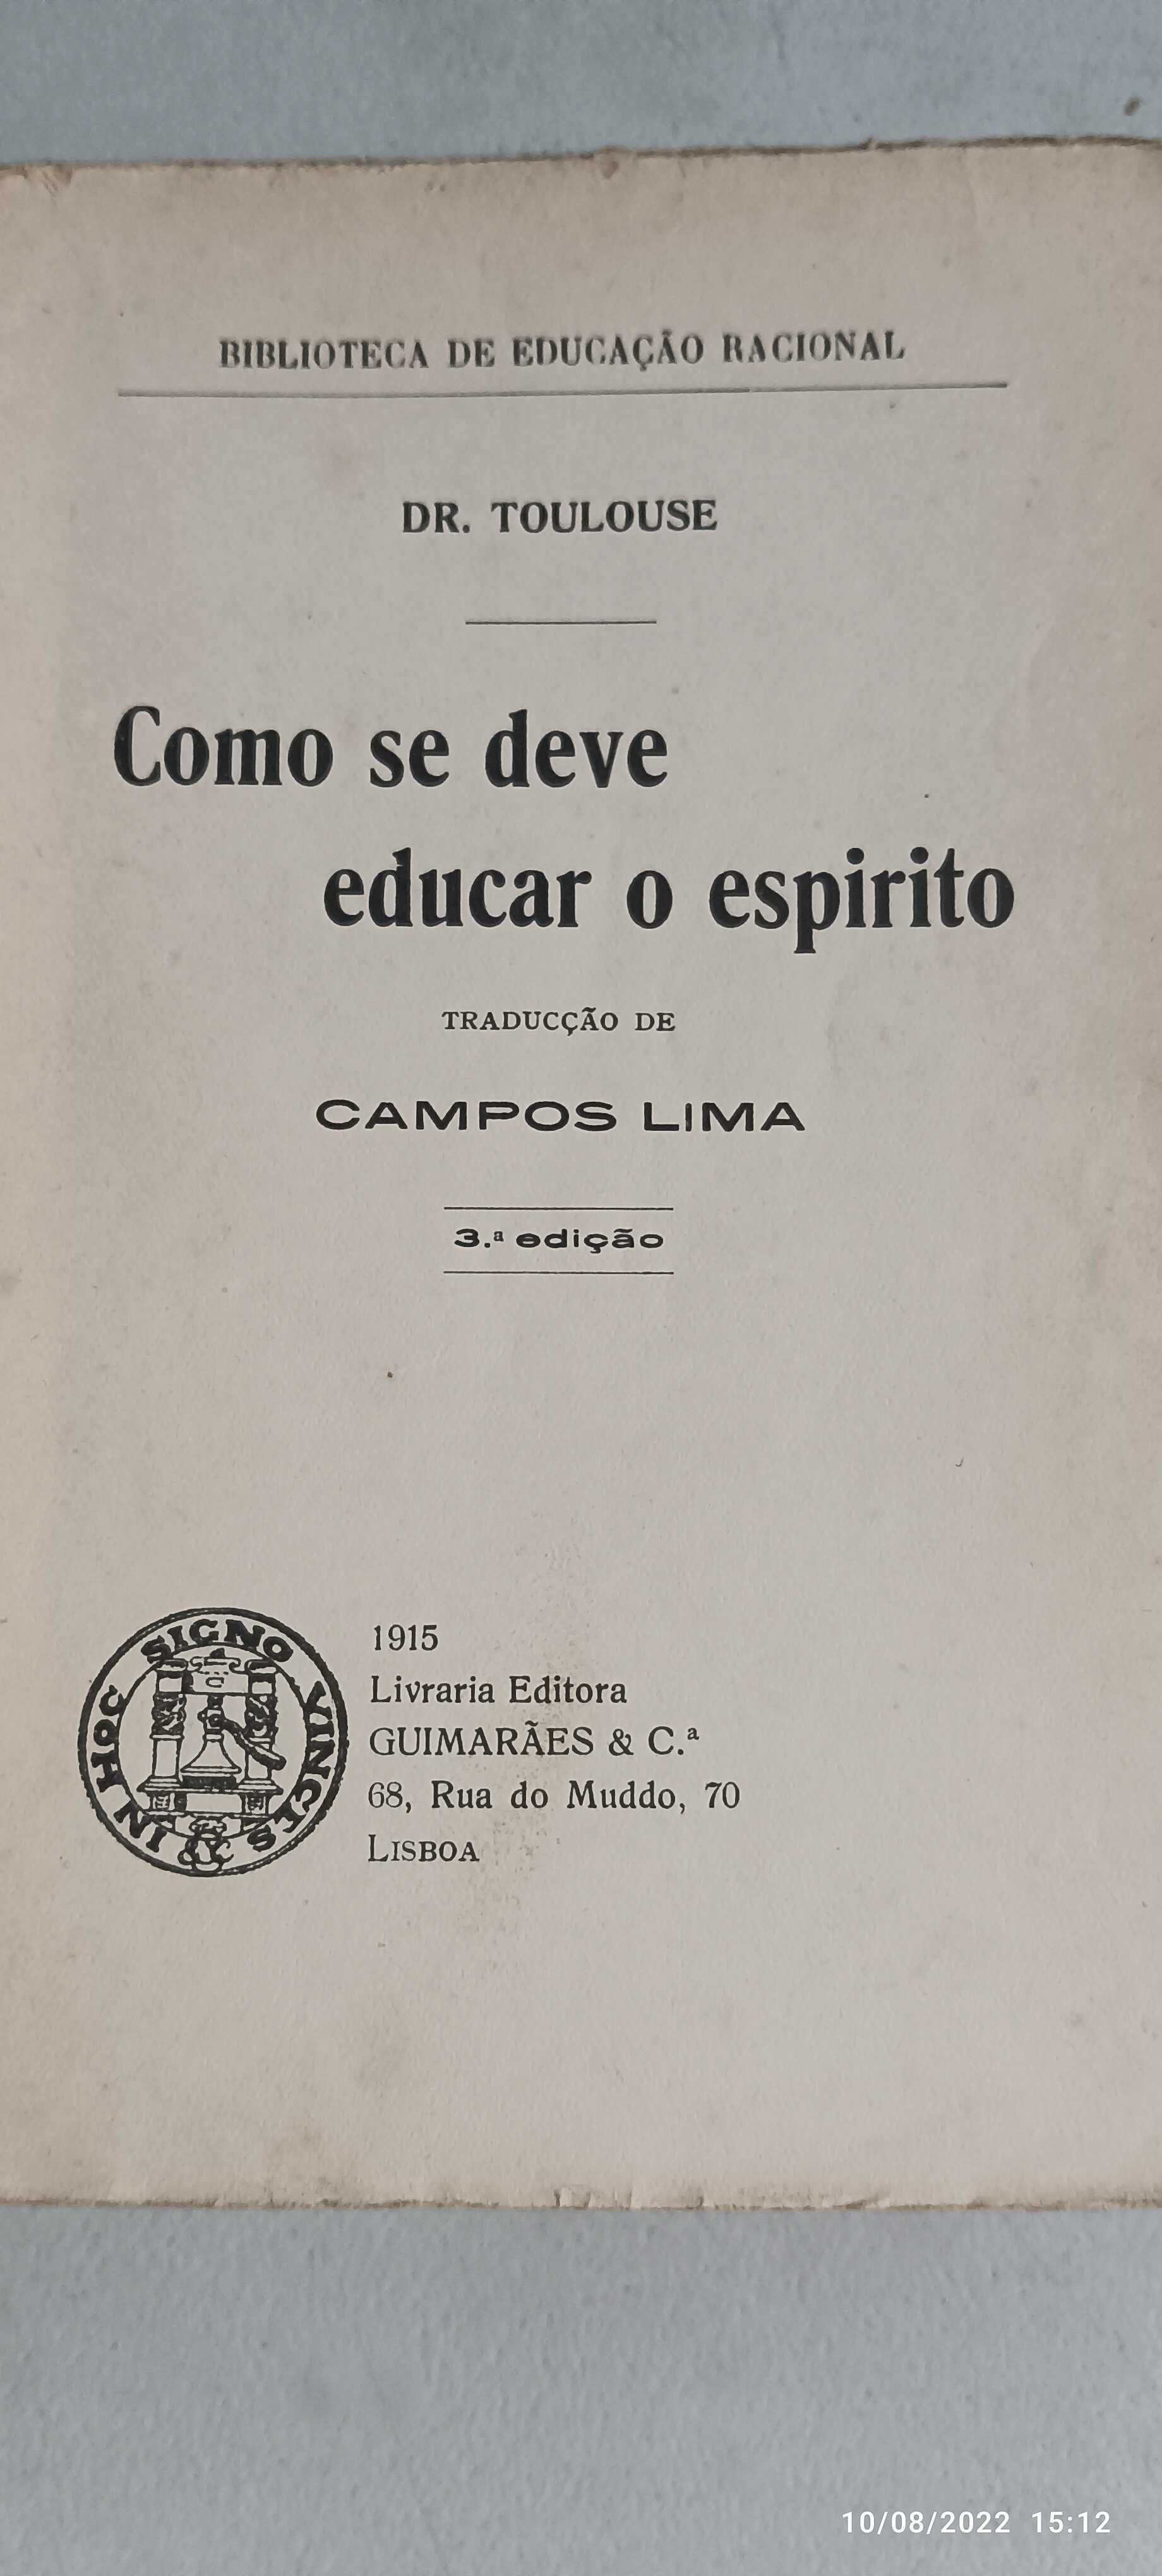 BIBLIOTECA DE EDUCAÇÃO RACIONAL
DR. TOULOUSE
Como se deve
educar o espirito
TRADUCÇÃO DE
CAMPOS LIMA
3.ª edição
IN HOC SIGNO VINCES
1915
Livraria Editora
GUIMARÃES & C.ª
68, Rua do Muddo, 70
LISBOA
10/08/2022 15:12